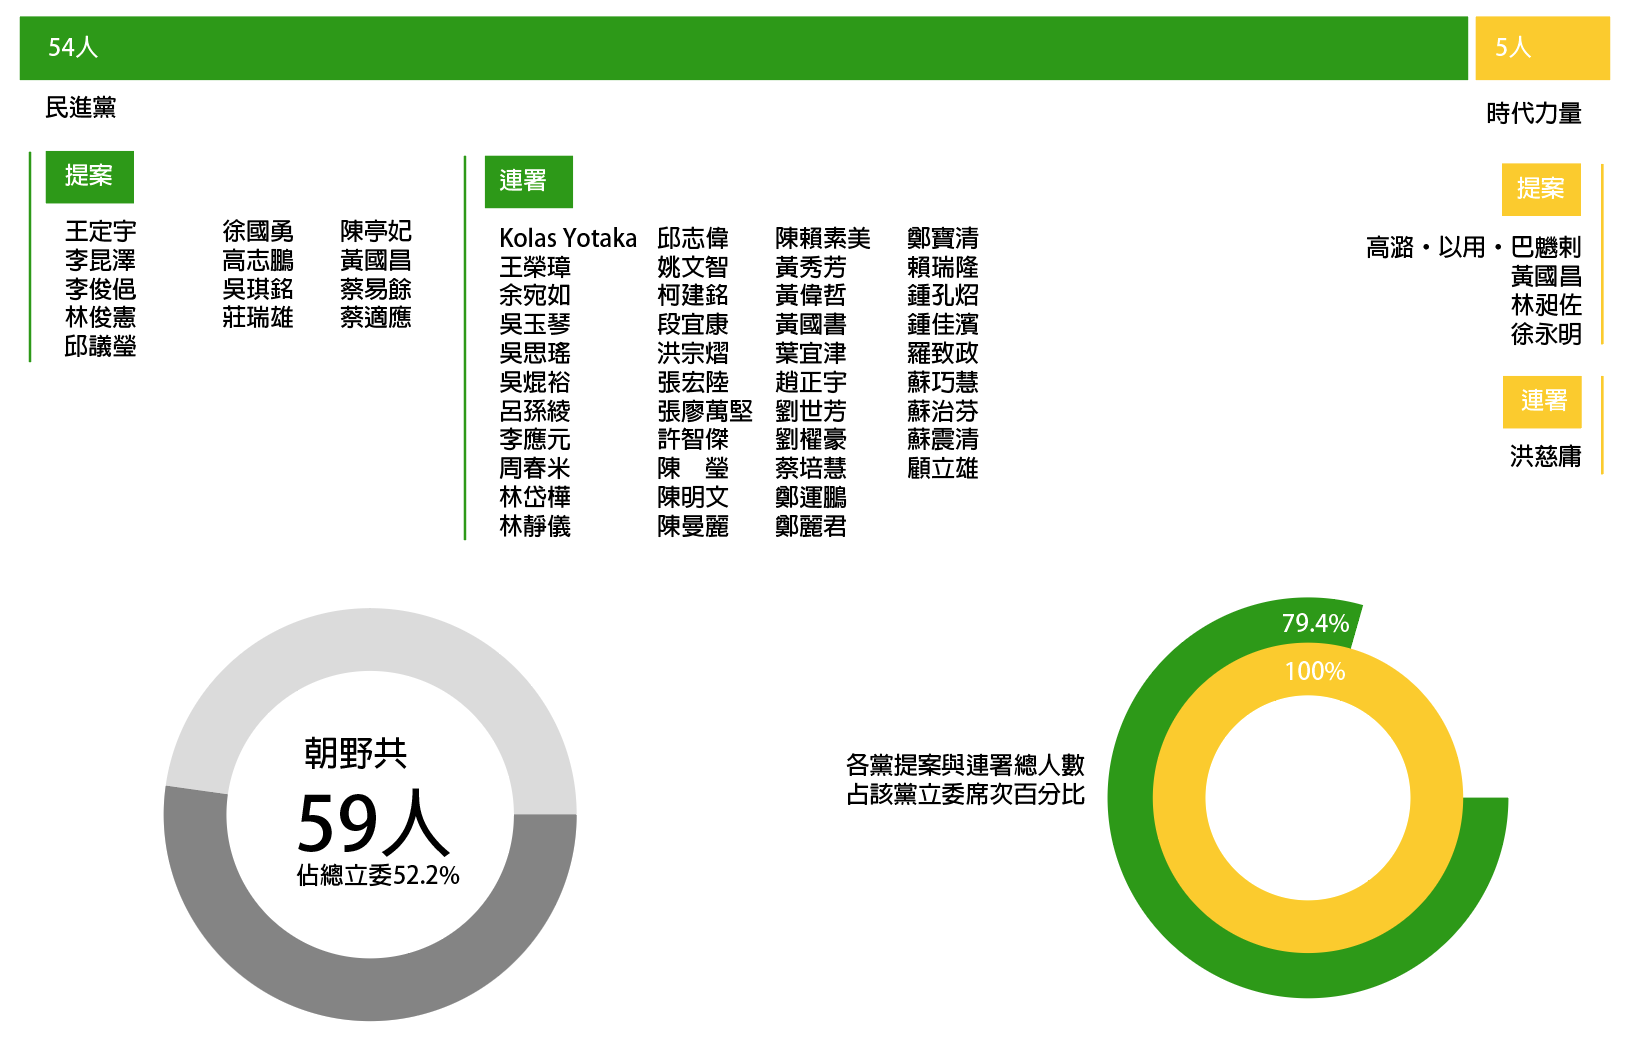 54人
5人
民進黨
時代力量
提案
王定宇
李昆澤
李俊俋
林俊憲
邱議瑩
徐國勇
高志鵬
吳琪銘
莊瑞雄
陳亭妃
黃國昌
蔡易餘
蔡適應
連署
Kolas Yotaka
王榮璋
余宛如
吳玉琴
吳思瑤
吳焜裕
呂孫綾
李應元
周春米
林岱樺
林靜儀
邱志偉
姚文智
柯建銘
段宜康
洪宗熠
張宏陸
張廖萬堅
許智傑
陳　瑩
陳明文
陳曼麗
陳賴素美
黃秀芳
黃偉哲
黃國書
葉宜津
趙正宇
劉世芳
劉櫂豪
蔡培慧
鄭運鵬
鄭麗君
鄭寶清
賴瑞隆
鍾孔炤
鍾佳濱
羅致政
蘇巧慧
蘇治芬
蘇震清
顧立雄
提案
高潞・以用・巴魕剌
黃國昌
林昶佐
徐永明
連署
洪慈庸
朝野共
59人
佔總立委52.2%
各黨提案與連署總人數
占該黨立委席次百分比
79.4%
100%